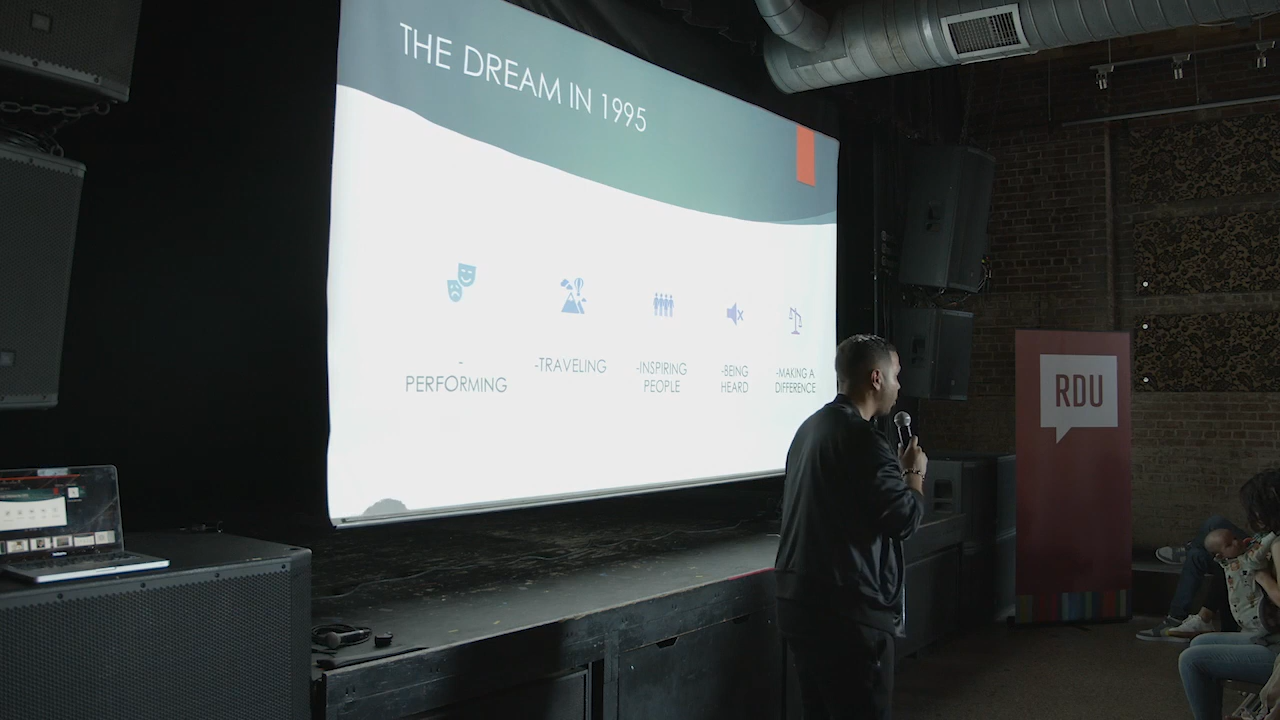 THE DREAM IN 1995
-
PERFORMING
-TRAVELING
-INSPIRING
PEOPLE
-BEING
HEARD
-MAKING A
DIFFERENCE
RDU